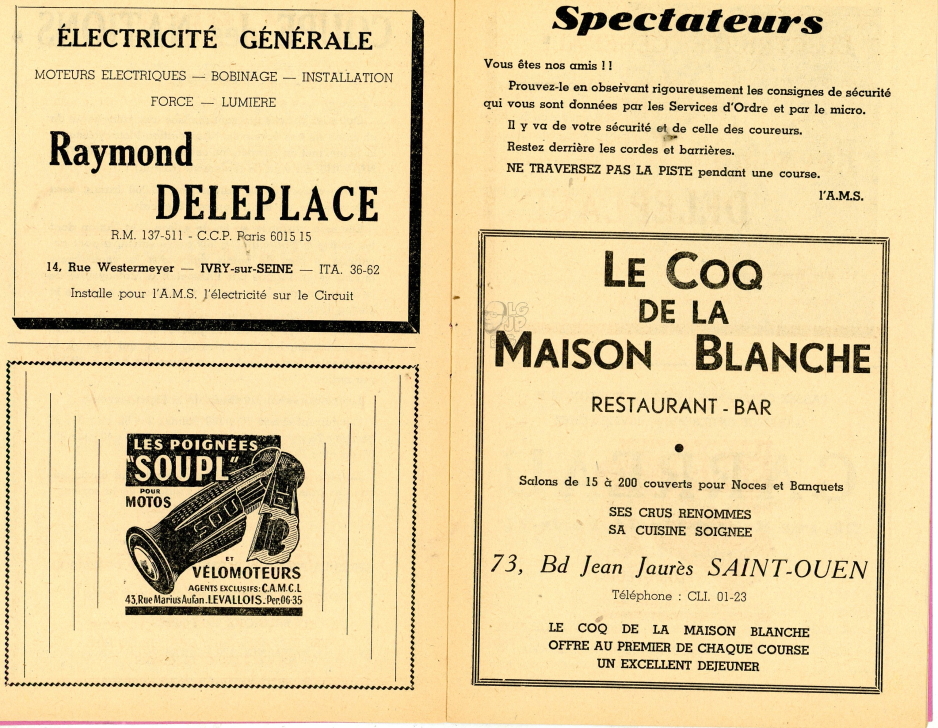 ÉLECTRICITÉ GÉNÉRALE
MOTEURS ELECTRIQUES — BOBINAGE — INSTALLATION
FORCE — LUMIERE
Raymond
DELEPLACE
R.M. 137-511 - C.C.P. Paris 6015 15
14, Rue Westermeyer — IVRY-sur-SEINE — ITA. 36-62
Installe pour l'A.M.S. l'électricité sur le Circuit
LES POIGNÉES
"SOUPL"
POUR
MOTOS
SOUPL
ET
VÉLOMOTEURS
AGENTS EXCLUSIFS: C.A.M.C.L
43, Rue Marius Aufan. LEVALLOIS. Per. 06-35
Spectateurs
Vous êtes nos amis ! !
Prouvez-le en observant rigoureusement les consignes de sécurité
qui vous sont données par les Services d'Ordre et par le micro.
Il y va de votre sécurité et de celle des coureurs.
Restez derrière les cordes et barrières.
NE TRAVERSEZ PAS LA PISTE pendant une course.
l'A.M.S.
LE COQ
DE LA
MAISON BLANCHE
RESTAURANT - BAR
Salons de 15 à 200 couverts pour Noces et Banquets
SES CRUS RENOMMES
SA CUISINE SOIGNEE
73, Bd Jean Jaurès SAINT-OUEN
Téléphone : CLI. 01-23
LE COQ DE LA MAISON BLANCHE
OFFRE AU PREMIER DE CHAQUE COURSE
UN EXCELLENT DEJEUNER